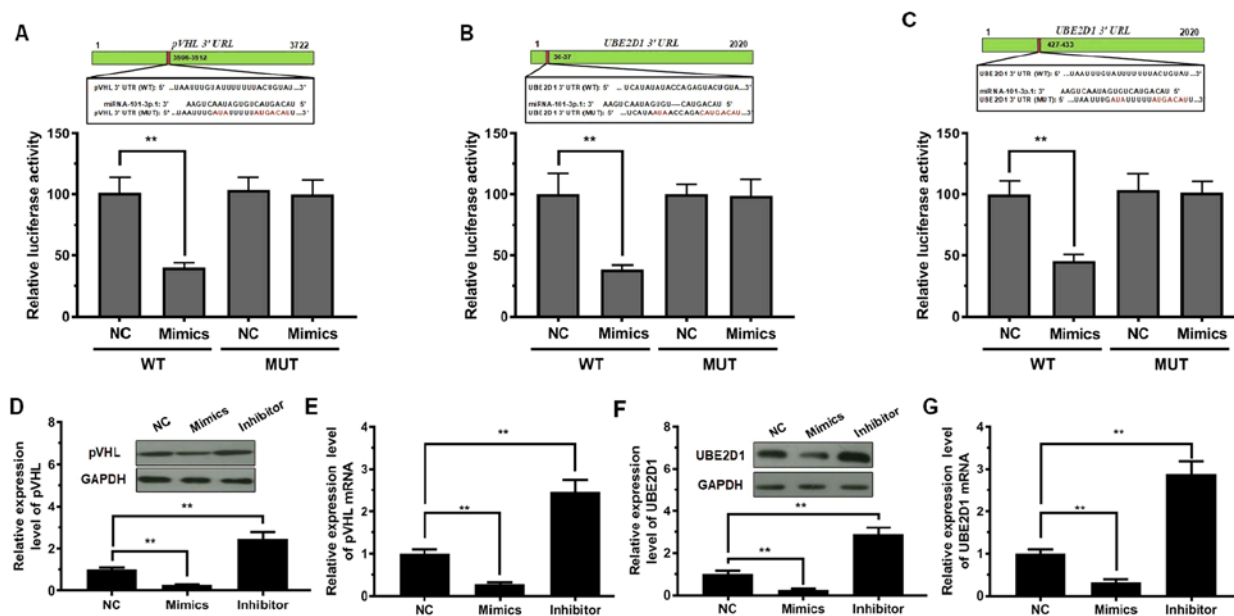 A
pVHL 3' URL
1
3722
3506-3512
pVHL 3' UTR (WT): 5' ...UAAUUUGUAUUUUUUUACUGUAU...3'
miRNA-101-3p.1: 3' AAGUCAAUAGUGUCAUGACAU 5'
pVHL 3' UTR (MUT): 5' ...UAAUUUGAUAUUUUUUAUGACAUU...3'
Relative luciferase activity
150
100
50
0
**
NC
Mimics
NC
Mimics
WT
MUT
B
UBE2D1 3' URL
1
2020
30-37
UBE2D1 3' UTR (WT): 5' ...UCAUAUAUACCAGAGUACUGUA...3'
miRNA-101-3p.1: 3' AAGUCAAUAGUGU----CAUGACAU 5'
UBE2D1 3' UTR (MUT): 5' ...UCAUAAUAACCAGACAUGACAU...3'
Relative luciferase activity
150
100
50
0
**
NC
Mimics
NC
Mimics
WT
MUT
C
UBE2D1 3' URL
1
2020
427-433
UBE2D1 3' UTR (WT): 5' ...UAAUUUGUAUUUUUUUACUGUAU...3'
miRNA-101-3p.1: 3' AAGUCAAUAGUGUCAUGACAU 5'
UBE2D1 3' UTR (MUT): 5' ...UAAUUUGAUAUUUUUUAUGACAUU...3'
Relative luciferase activity
150
100
50
0
**
NC
Mimics
NC
Mimics
WT
MUT
D
Relative expression
level of pVHL
8
6
4
2
0
NC
Mimics
Inhibitor
pVHL
GAPDH
**
**
NC
Mimics
Inhibitor
E
Relative expression level
of pVHL mRNA
4
3
2
1
0
**
**
NC
Mimics
Inhibitor
F
Relative expression
level of UBE2D1
8
6
4
2
0
NC
Mimics
Inhibitor
UBE2D1
GAPDH
**
**
NC
Mimics
Inhibitor
G
Relative expression level
of UBE2D1 mRNA
4
3
2
1
0
**
**
NC
Mimics
Inhibitor